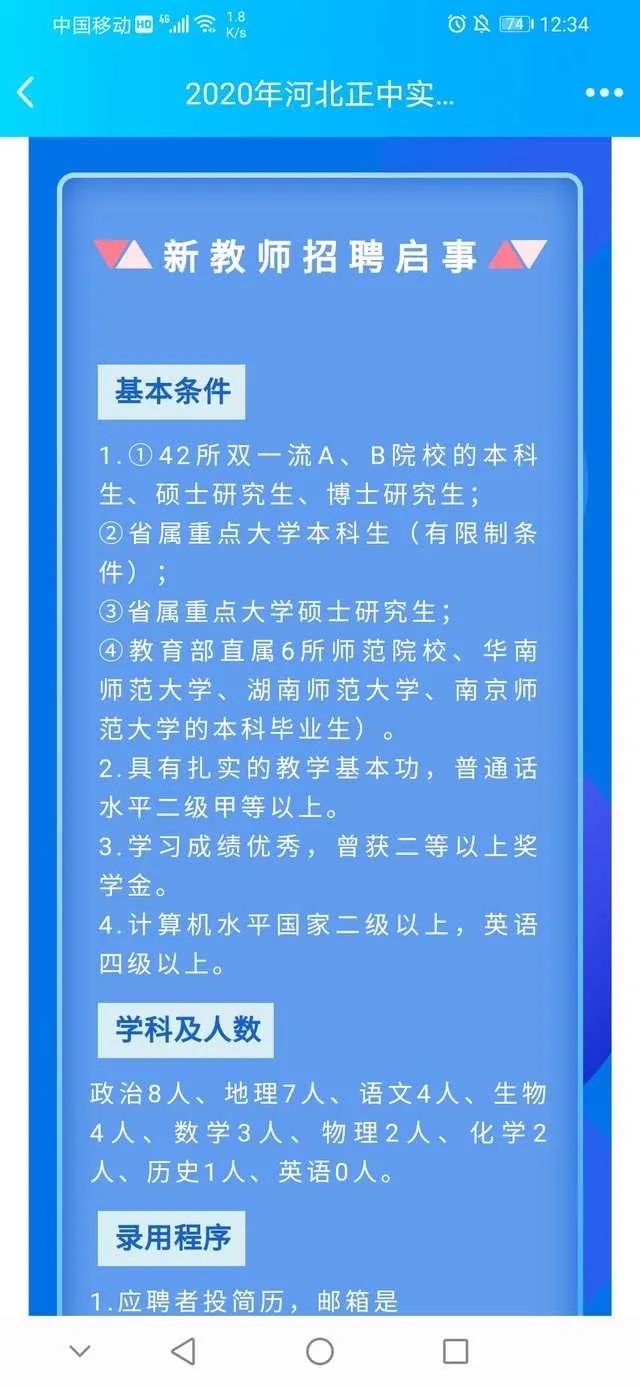 中国移动 HD 4G 1.8 K/s 74 12:34
2020年河北正中实...
新教师招聘启事
基本条件
1.①42所双一流A、B院校的本科
生、硕士研究生、博士研究生；
②省属重点大学本科生（有限制条
件）；
③省属重点大学硕士研究生；
④教育部直属6所师范院校、华南
师范大学、湖南师范大学、南京师
范大学的本科毕业生）。
2.具有扎实的教学基本功，普通话
水平二级甲等以上。
3.学习成绩优秀，曾获二等以上奖
学金。
4.计算机水平国家二级以上，英语
四级以上。
学科及人数
政治8人、地理7人、语文4人、生物
4人、数学3人、物理2人、化学2
人、历史1人、英语0人。
录用程序
1.应聘者投简历，邮箱是